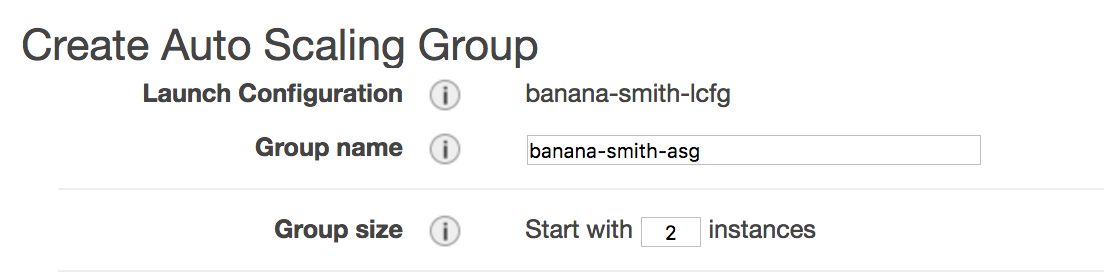 Create Auto Scaling Group
Launch Configuration i banana-smith-lcfg
Group name i banana-smith-asg
Group size i Start with 2 instances